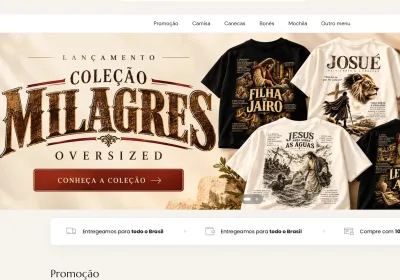 Promoção Camisa Canecas Bonés Mochila Outro menu
LANÇAMENTO
COLEÇÃO
MILAGRES
OVERSIZED
CONHEÇA A COLEÇÃO →
FILHA
JAIRO
JOSUÉ
JESUS
AS ÁGUAS
Entregeamos para todo o Brasil
Entregeamos para todo o Brasil
Compre com 10
Promoção